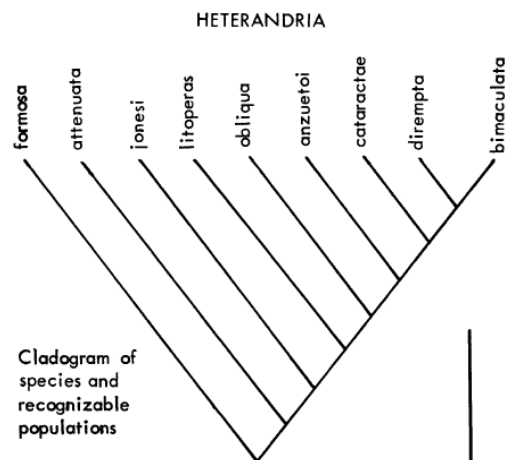 HETERANDRIA
formosa
attenuata
jonesi
litoperas
obliqua
anzuetoi
cataractae
dirempta
bimaculata
Cladogram of
species and
recognizable
populations